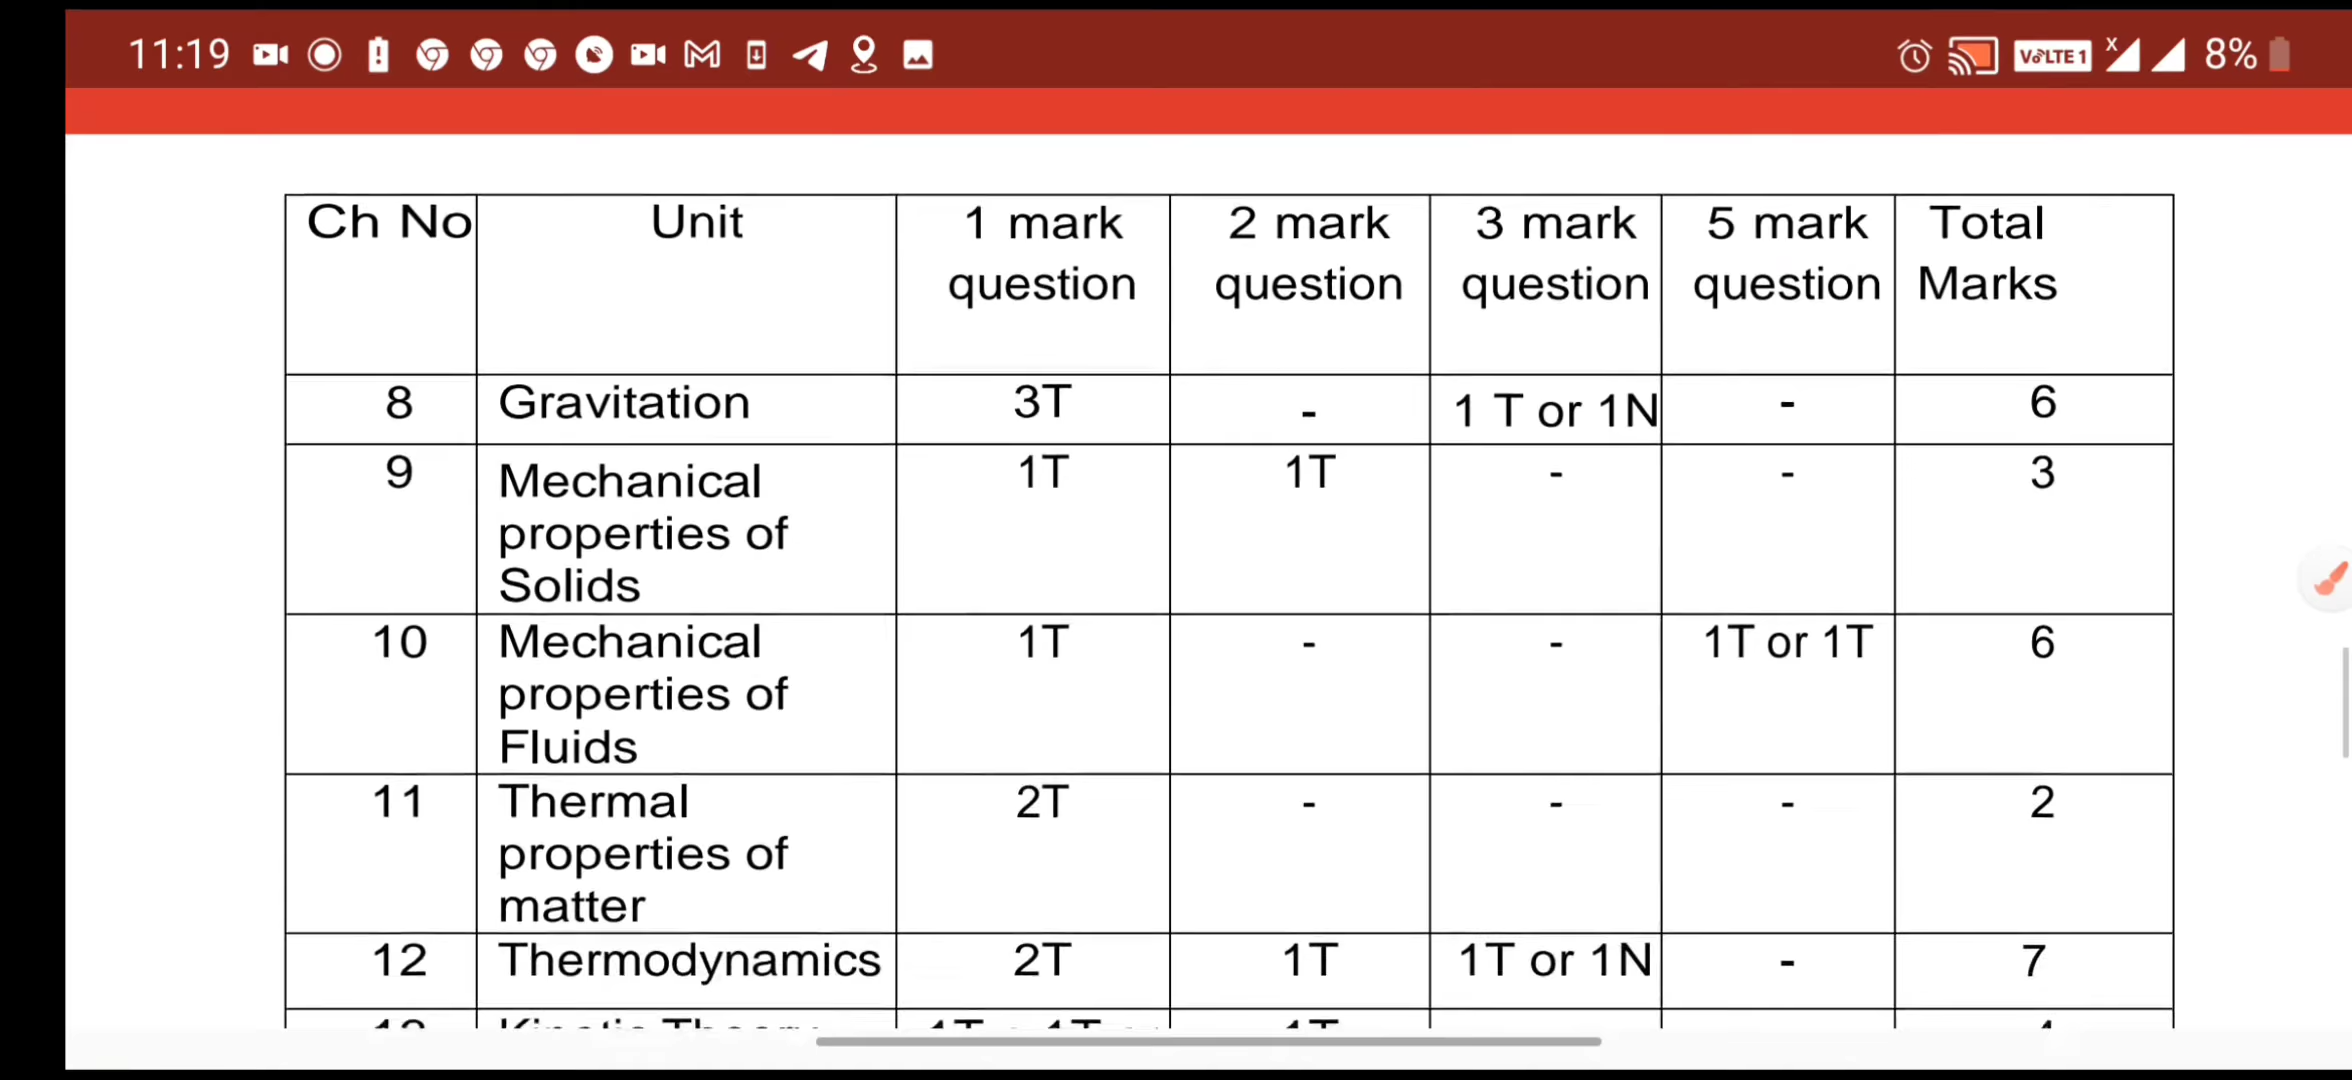 11:19 VoLTE 1 x 8%
Ch No Unit 1 mark question 2 mark question 3 mark question 5 mark question Total Marks
8 Gravitation 3T - 1 T or 1N - 6
9 Mechanical properties of Solids 1T 1T - - 3
10 Mechanical properties of Fluids 1T - - 1T or 1T 6
11 Thermal properties of matter 2T - - - 2
12 Thermodynamics 2T 1T 1T or 1N - 7